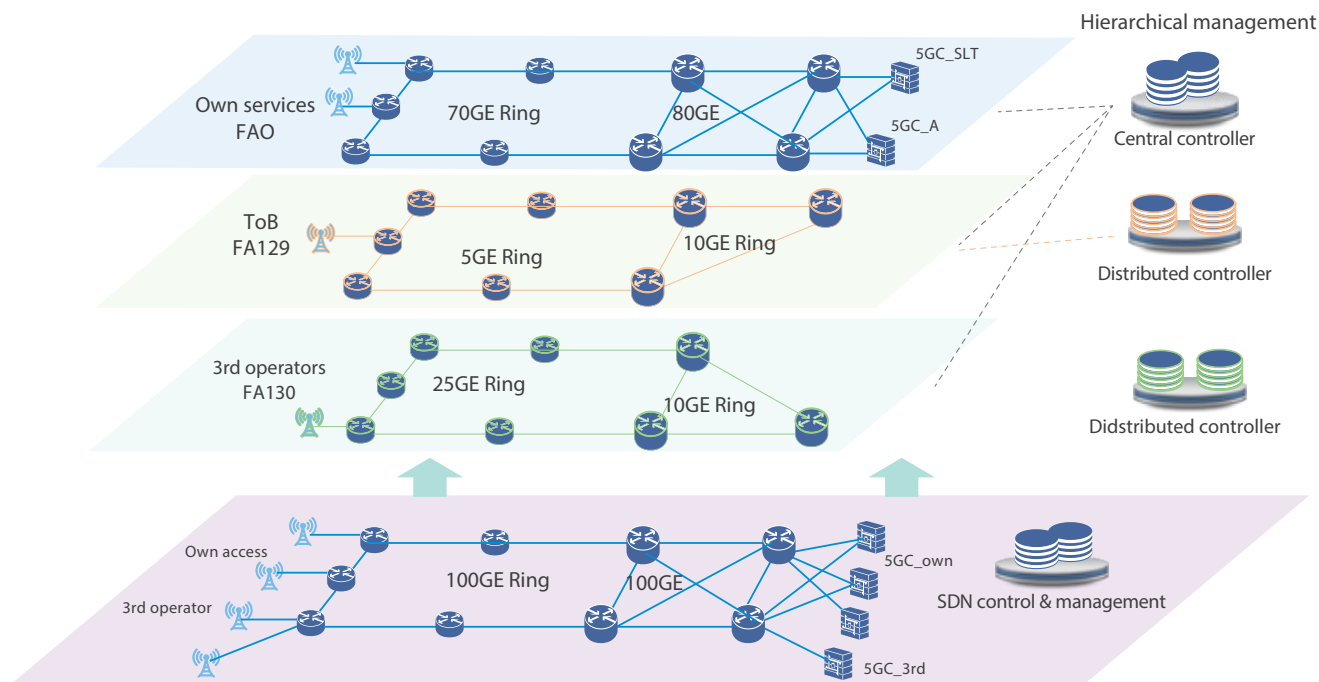 Hierarchical management
5GC_SLT
Own services
FAO
70GE Ring
80GE
5GC_A
Central controller
ToB
FA129
5GE Ring
10GE Ring
Distributed controller
3rd operators
FA130
25GE Ring
10GE Ring
Didstributed controller
Own access
100GE Ring
100GE
5GC_own
3rd operator
SDN control & management
5GC_3rd